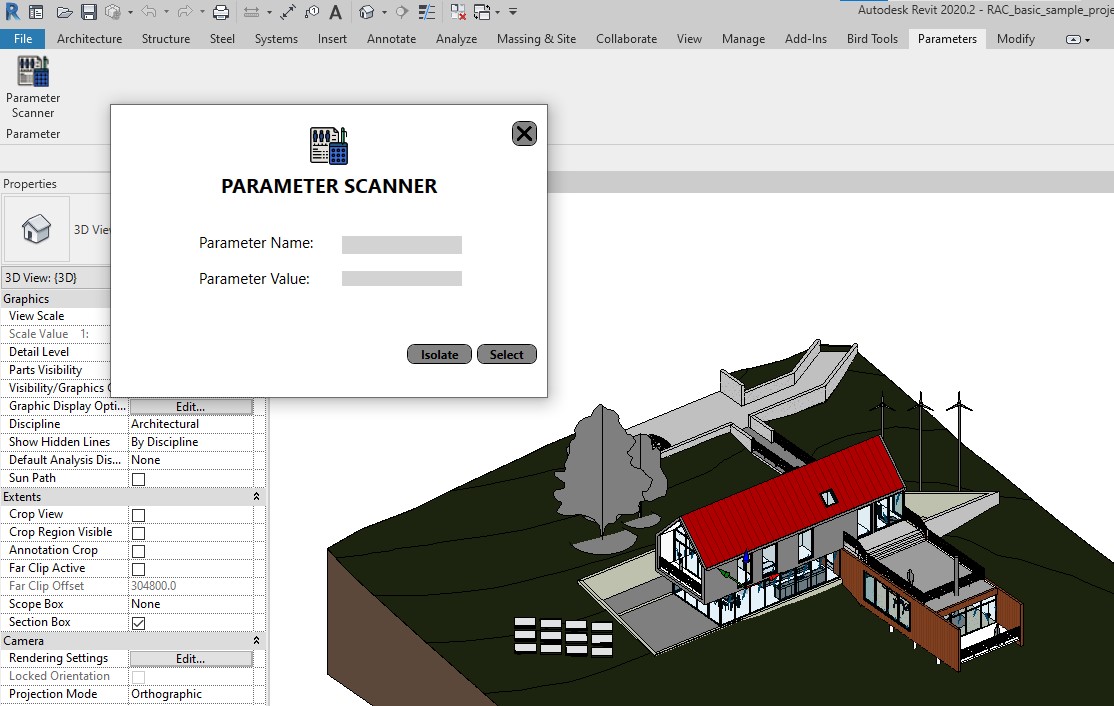 Autodesk Revit 2020.2 - RAC_basic_sample_proje
File Architecture Structure Steel Systems Insert Annotate Analyze Massing & Site Collaborate View Manage Add-Ins Bird Tools Parameters Modify
Parameter
Scanner
Parameter
PARAMETER SCANNER
Parameter Name:
Parameter Value:
Isolate Select
Properties
3D Vie
3D View: {3D}
Graphics
View Scale
Scale Value 1:
Detail Level
Parts Visibility
Visibility/Graphics
Graphic Display Opti... Edit...
Discipline Architectural
Show Hidden Lines By Discipline
Default Analysis Dis... None
Sun Path
Extents
Crop View
Crop Region Visible
Annotation Crop
Far Clip Active
Far Clip Offset 304800.0
Scope Box None
Section Box
Camera
Rendering Settings Edit...
Locked Orientation
Projection Mode Orthographic